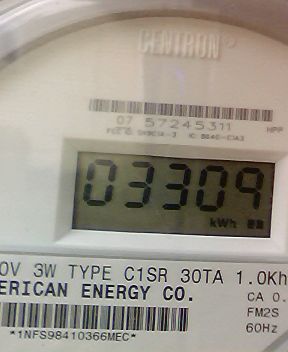 CENTRON®
07 57245311
HPP
03309
kWh
0V 3W TYPE C1SR 30TA 1.0Kh
ERICAN ENERGY CO.
CA 0.
FM2S
60Hz
*1NFS98410366MEC*